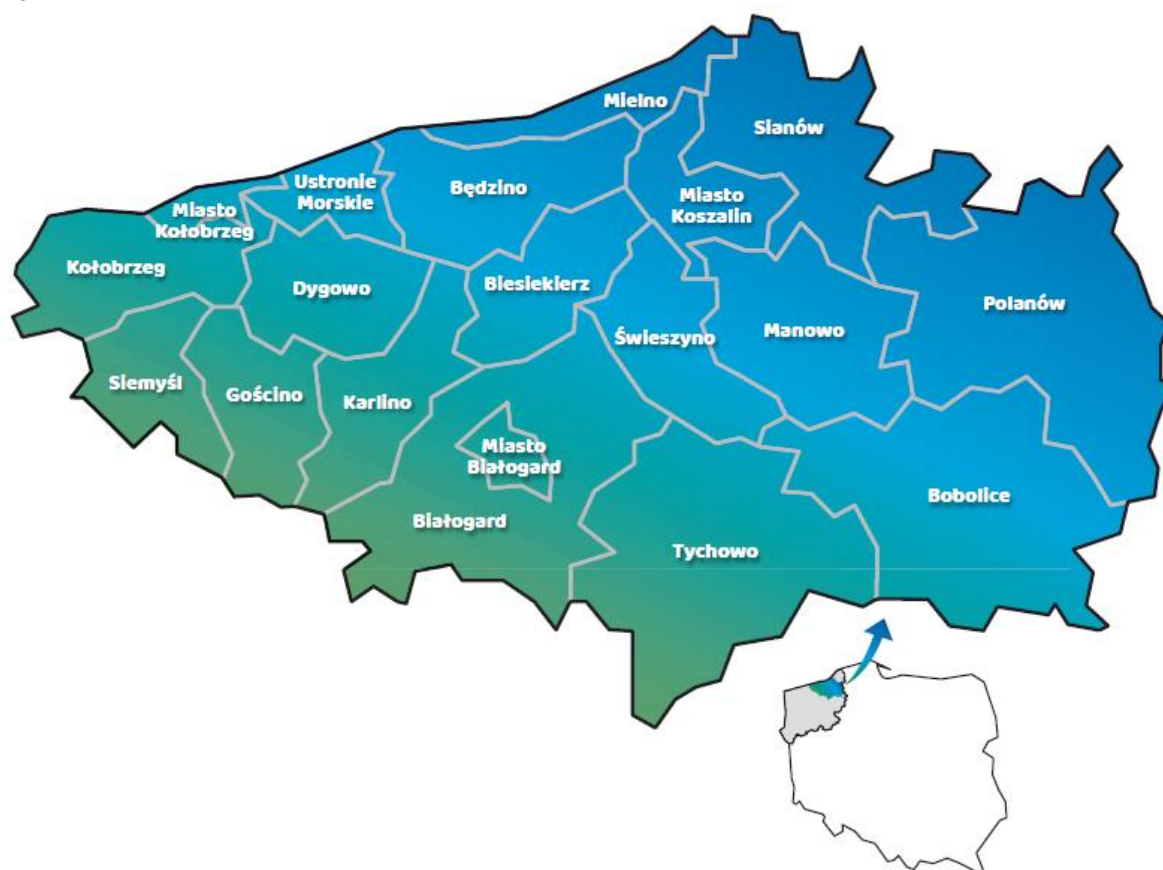 Mielno
Sianów
Ustronie
Morskie
Będzino
Miasto
Koszalin
Miasto
Kołobrzeg
Kołobrzeg
Dygowo
Biesiekierz
Polanów
Świeszyno
Manowo
Siemyśl
Gościno
Karlino
Miasto
Białogard
Bobolice
Białogard
Tychowo